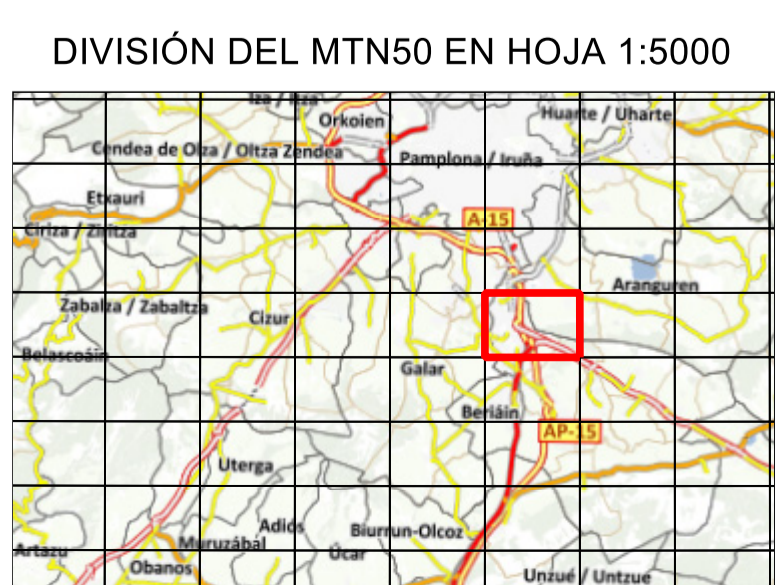 DIVISIÓN DEL MTN50 EN HOJA 1:5000
Iza / Itza
Orkoien
Huarte / Uharte
Cendea de Olza / Oltza Zendea
Pamplona / Iruña
Etxauri
A-15
Ciriza / Ziritza
Aranguren
Zabalza / Zabaltza
Cizur
Belascoáin
Galar
Beriáin
AP-15
Uterga
Adiós
Biurrun-Olcoz
Muruzábal
Artazu
Úcar
Obanos
Unzué / Untzue